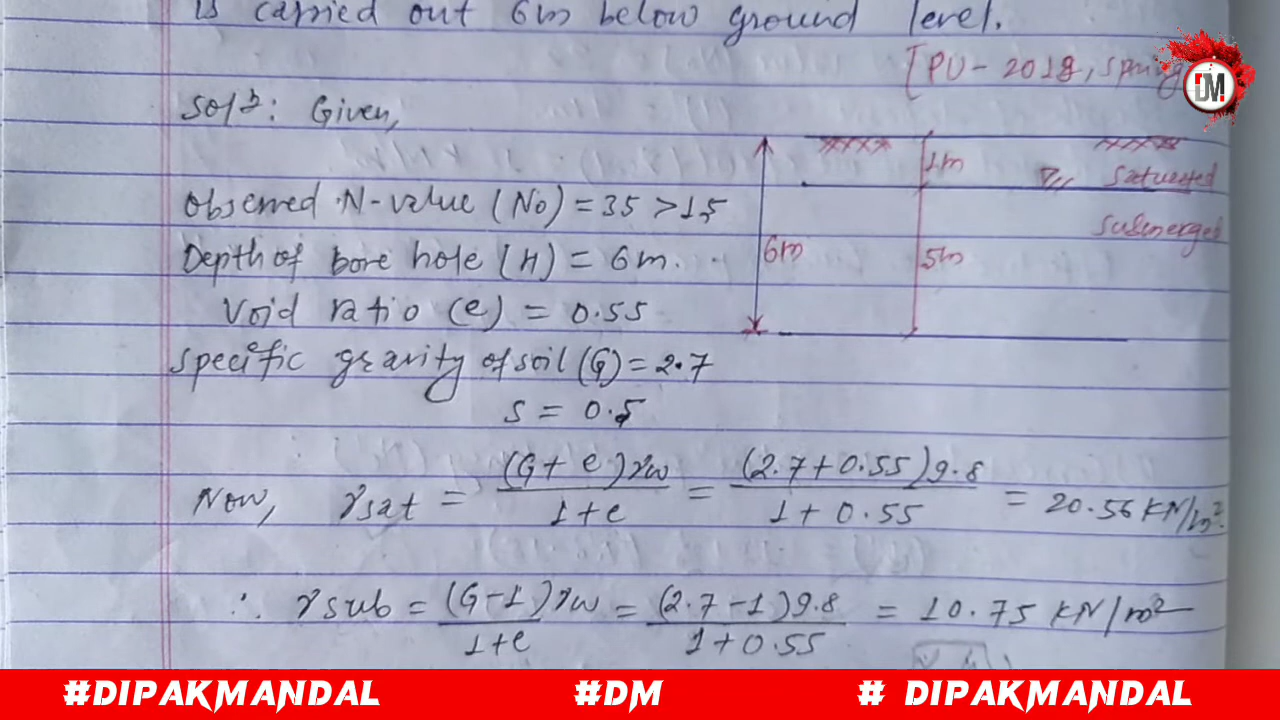 is carried out 6m below ground level.
[PU - 2018, spring
Solⁿ: Given,
1m
saturated
Observed N-value (No) = 35 > 15
submerged
Depth of bore hole (H) = 6m.
6m
5m
Void ratio (e) = 0.55
Specific gravity of soil (G) = 2.7
S = 0.5
Now, γsat = (G + e)γw / 1+e = (2.7+0.55)9.8 / 1+0.55 = 20.56 KN/m².
∴ γsub = (G-1)γw / 1+e = (2.7-1)9.8 / 1+0.55 = 10.75 KN/m²
DM
#DIPAKMANDAL #DM # DIPAKMANDAL